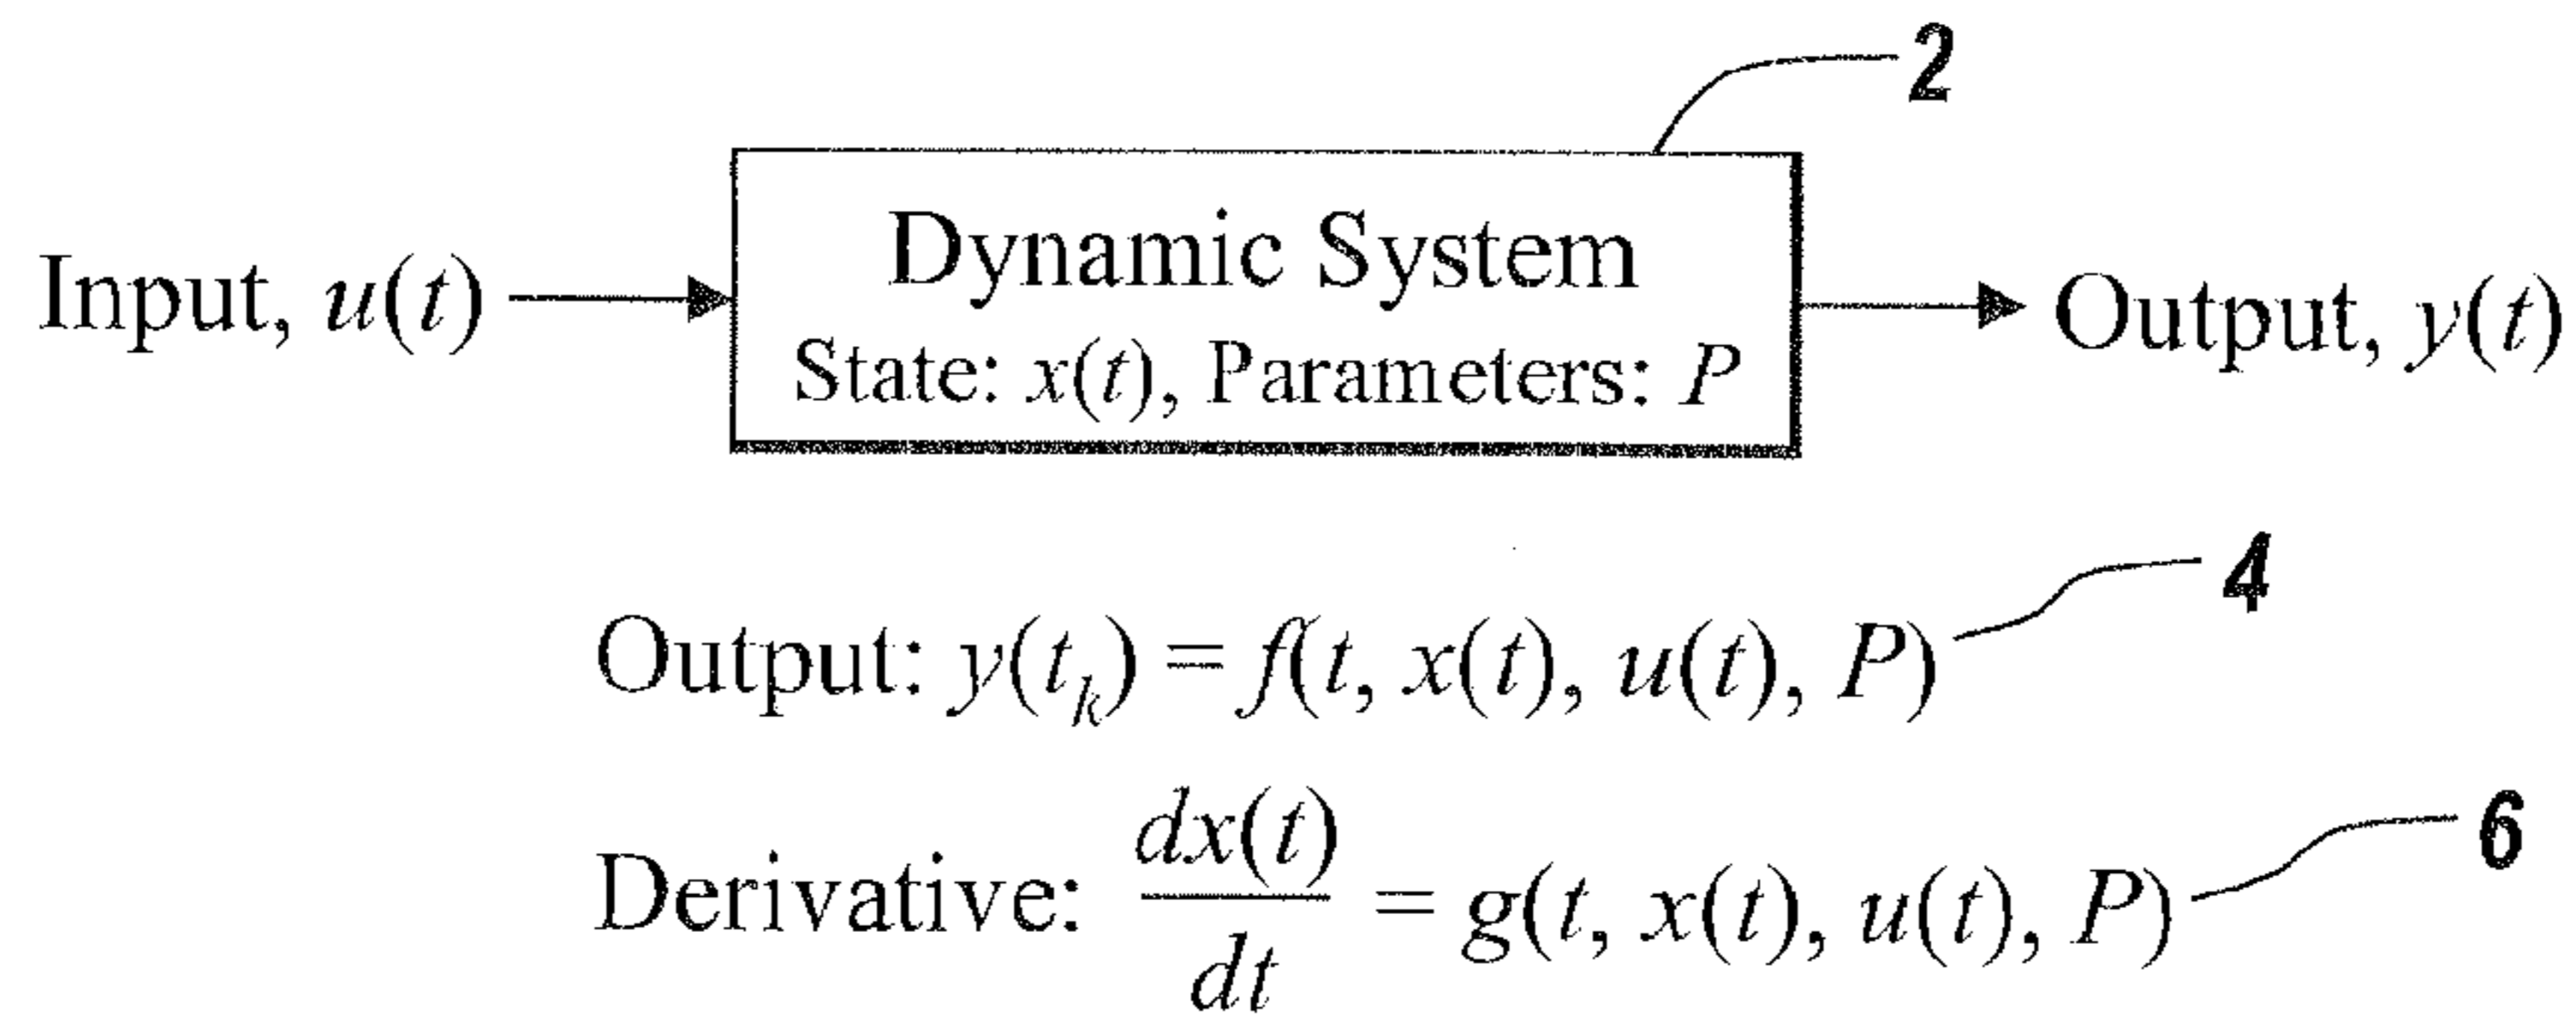 2
Dynamic System
Input, u(t)
State: x(t), Parameters: P
Output, y(t)
4
Output: y(t_k) = f(t, x(t), u(t), P)
6
Derivative: dx(t)/dt = g(t, x(t), u(t), P)